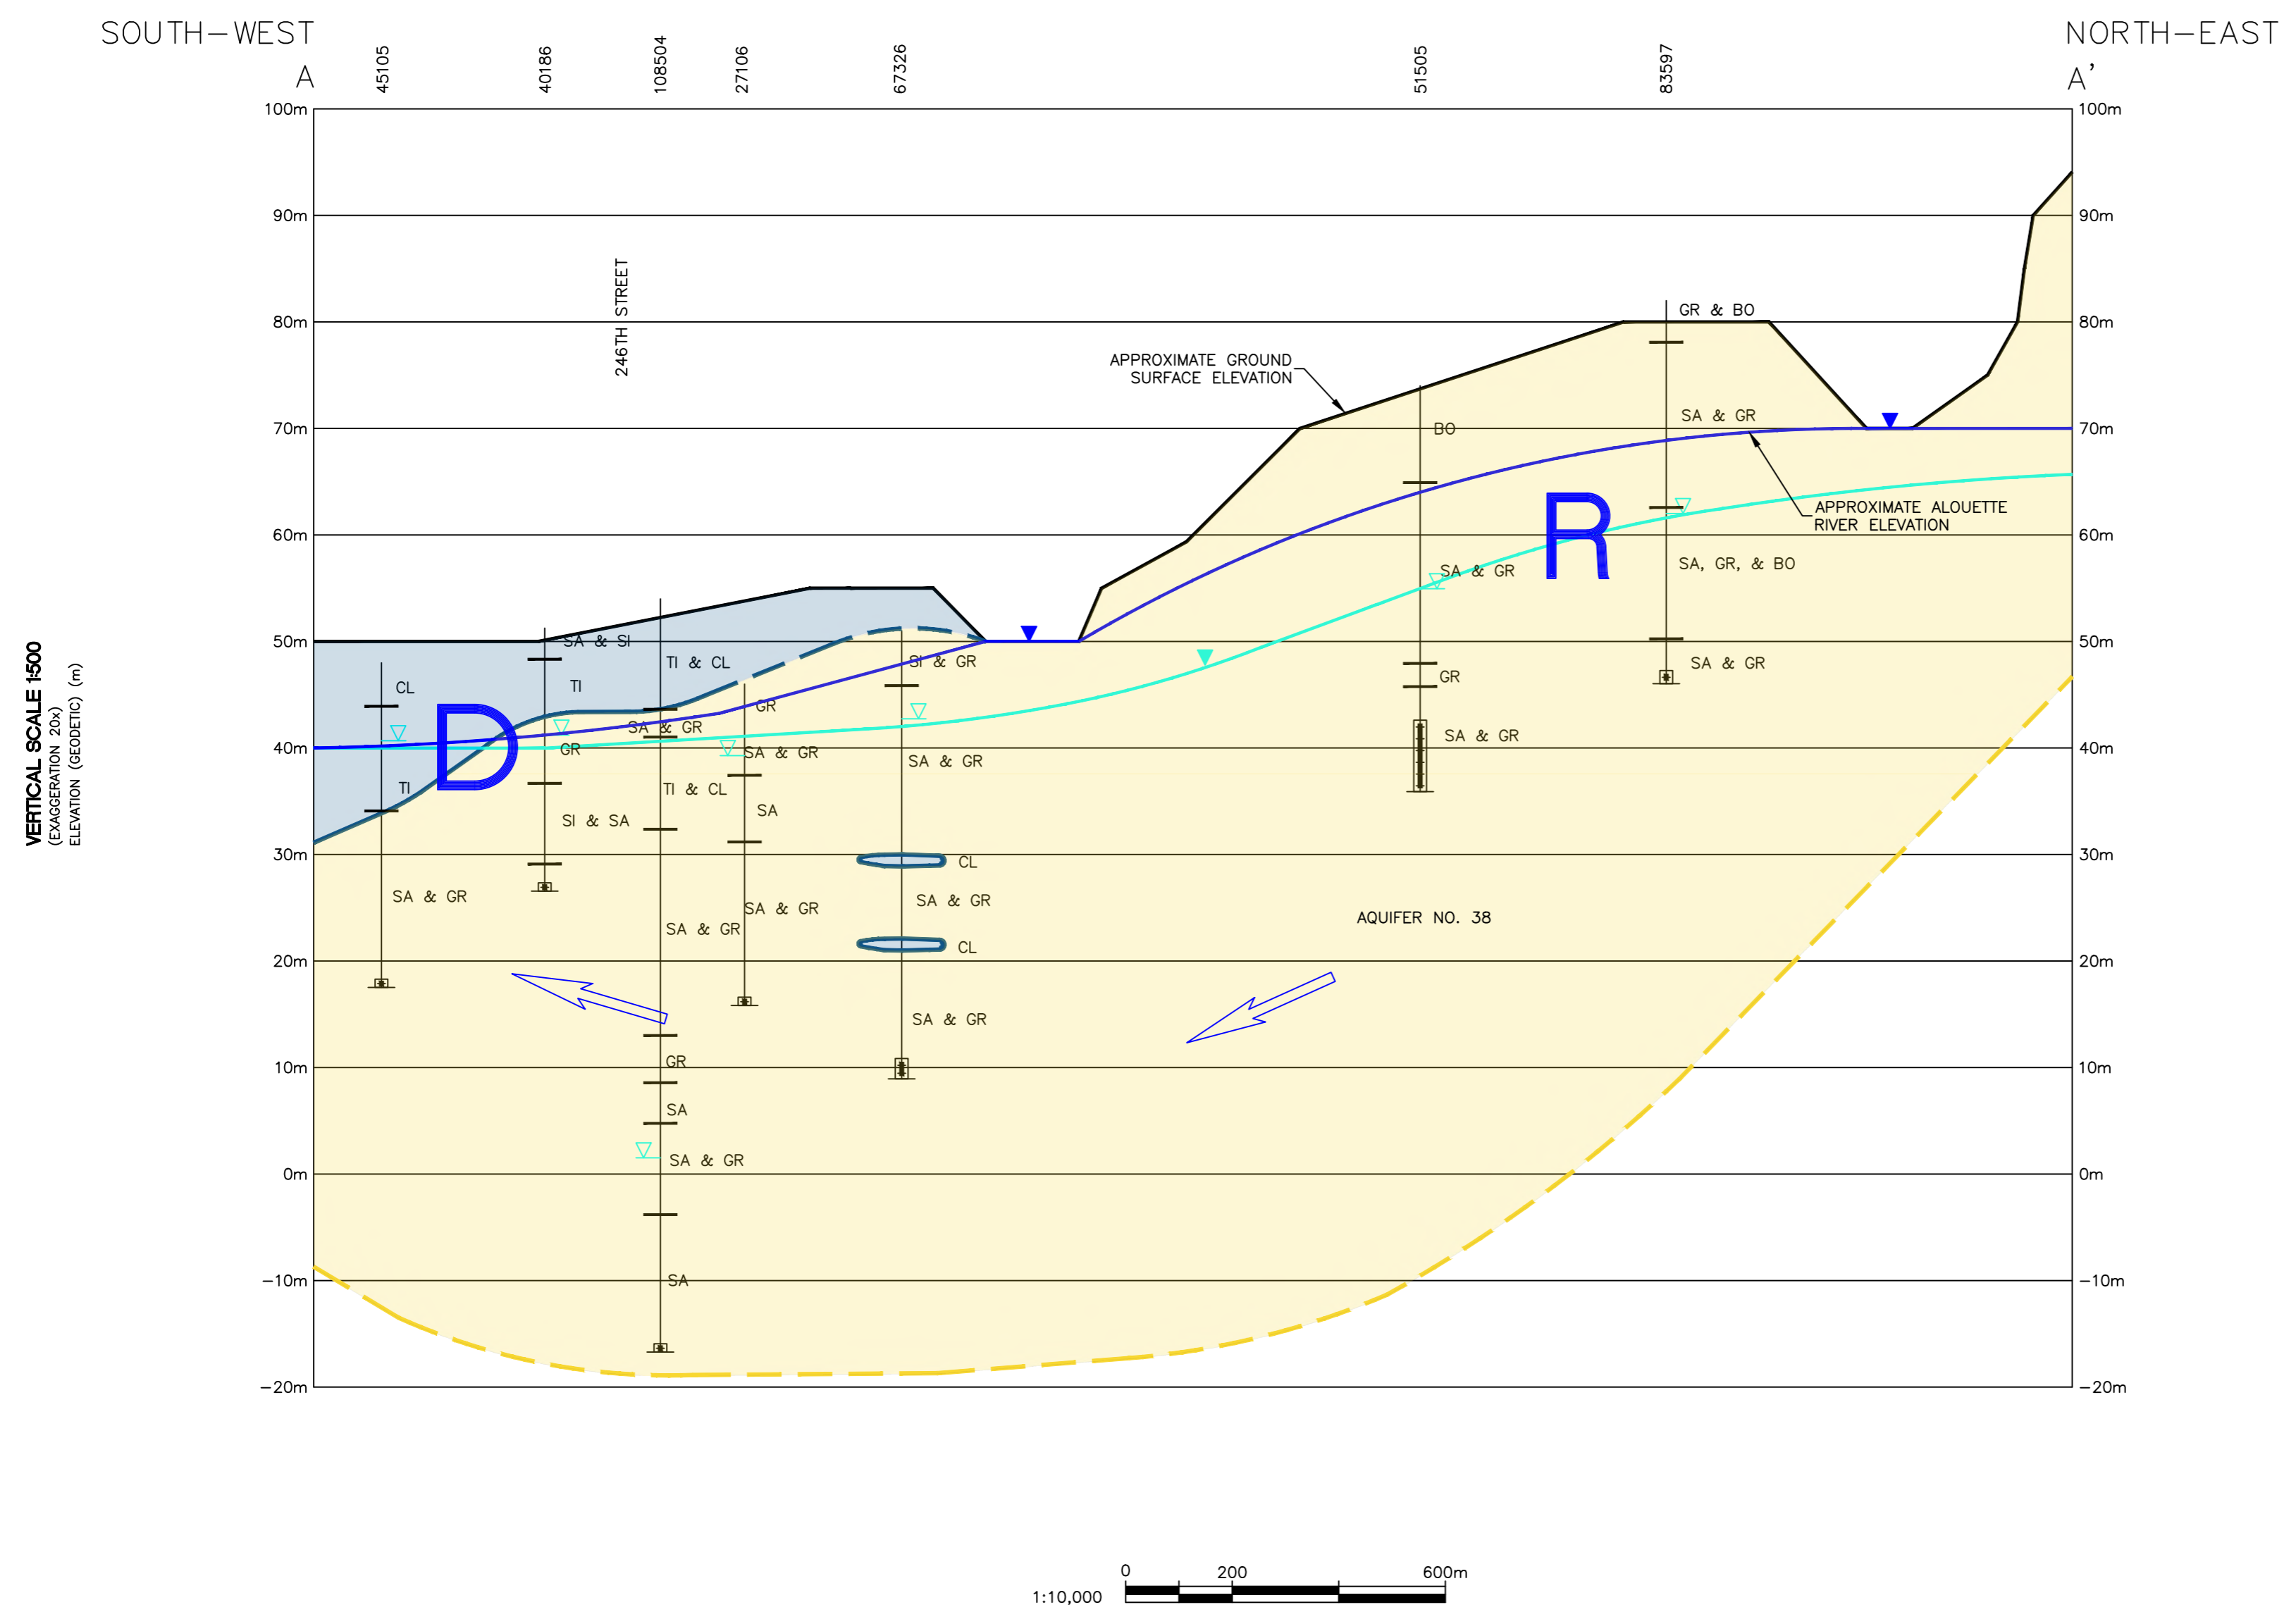 SOUTH-WEST
NORTH-EAST
A
A'
45105
40186
108504
27106
67326
51505
83597
100m
100m
90m
90m
80m
80m
70m
70m
60m
60m
50m
50m
40m
40m
30m
30m
20m
20m
10m
10m
0m
0m
-10m
-10m
-20m
-20m
VERTICAL SCALE 1:500
(EXAGGERATION 20x)
ELEVATION (GEODETIC) (m)
246TH STREET
APPROXIMATE GROUND
SURFACE ELEVATION
APPROXIMATE ALOUETTE
RIVER ELEVATION
CL
TI
SA & GR
D
SA & SI
TI
GR
SI & SA
TI & CL
SA & GR
TI & CL
SA & GR
GR
SA
SA & GR
SA
GR
SA & GR
SA
SA & GR
SI & GR
SA & GR
CL
SA & GR
CL
SA & GR
BO
SA & GR
GR
SA & GR
R
GR & BO
SA & GR
SA, GR, & BO
SA & GR
AQUIFER NO. 38
0
200
600m
1:10,000